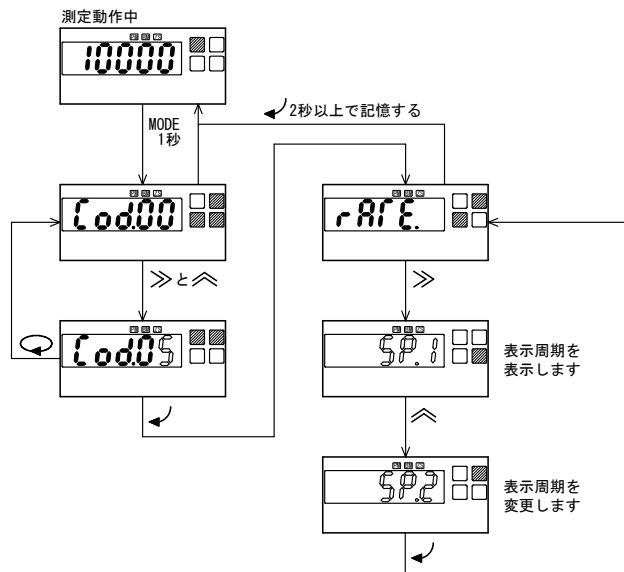 測定動作中
10000
MODE
1秒
2秒以上で記憶する
Cod.00
rATE.
≫と︽
≫
Cod.05
SP.1
表示周期を
表示します
︽
SP.2
表示周期を
変更します